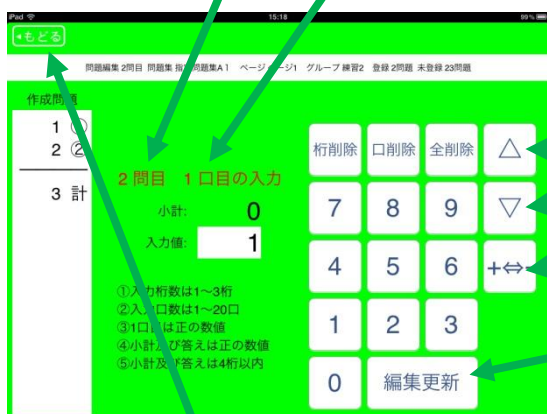 iPad 15:18 99%
◂もどる
問題編集 2問目 問題集 指 問題集A1 ページ ページ1 グループ 練習2 登録 2問題 未登録 23問題
作成問題
1 ①
2 ②
3 計
2 問目 1 口目の入力
小計: 0
入力値: 1
①入力桁数は1〜3桁
②入力口数は1〜20口
③1口目は正の数値
④小計及び答えは正の数値
⑤小計及び答えは4桁以内
桁削除 口削除 全削除 △
7 8 9 ▽
4 5 6 +⇔-
1 2 3
0 編集更新